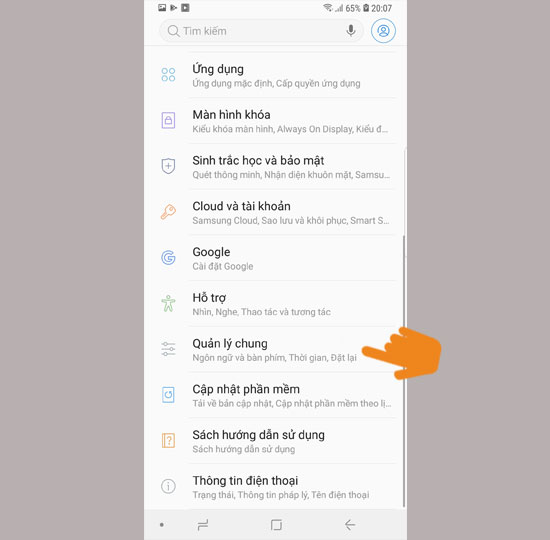 65% 20:07
Tìm kiếm
Ứng dụng
Ứng dụng mặc định, Cấp quyền ứng dụng
Màn hình khóa
Kiểu khóa màn hình, Always On Display, Kiểu đ...
Sinh trắc học và bảo mật
Quét thông minh, Nhận diện khuôn mặt, Samsu...
Cloud và tài khoản
Samsung Cloud, Sao lưu và khôi phục, Smart S...
Google
Cài đặt Google
Hỗ trợ
Nhìn, Nghe, Thao tác và tương tác
Quản lý chung
Ngôn ngữ và bàn phím, Thời gian, Đặt lại
Cập nhật phần mềm
Tải về bản cập nhật, Cập nhật phần mềm theo lị...
Sách hướng dẫn sử dụng
Sách hướng dẫn sử dụng
Thông tin điện thoại
Trạng thái, Thông tin pháp lý, Tên điện thoại